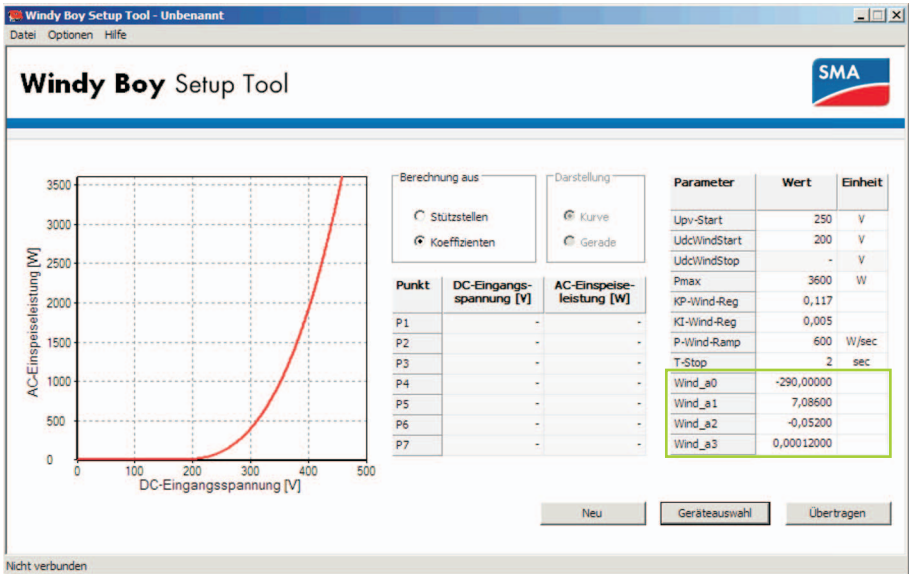 Windy Boy Setup Tool - Unbenannt
Datei Optionen Hilfe
Windy Boy Setup Tool
SMA
AC-Einspeiseleistung [W]
3500
3000
2500
2000
1500
1000
500
0
0 100 200 300 400 500
DC-Eingangsspannung [V]
Berechnung aus
Stützstellen
Koeffizienten
Darstellung
Kurve
Gerade
Punkt DC-Eingangs-spannung [V] AC-Einspeise-leistung [W]
P1 - -
P2 - -
P3 - -
P4 - -
P5 - -
P6 - -
P7 - -
Parameter Wert Einheit
Upv-Start 250 V
UdcWindStart 200 V
UdcWindStop - V
Pmax 3600 W
KP-Wind-Reg 0,117
KI-Wind-Reg 0,005
P-Wind-Ramp 600 W/sec
T-Stop 2 sec
Wind_a0 -290,00000
Wind_a1 7,08600
Wind_a2 -0,05200
Wind_a3 0,00012000
Neu Geräteauswahl Übertragen
Nicht verbunden